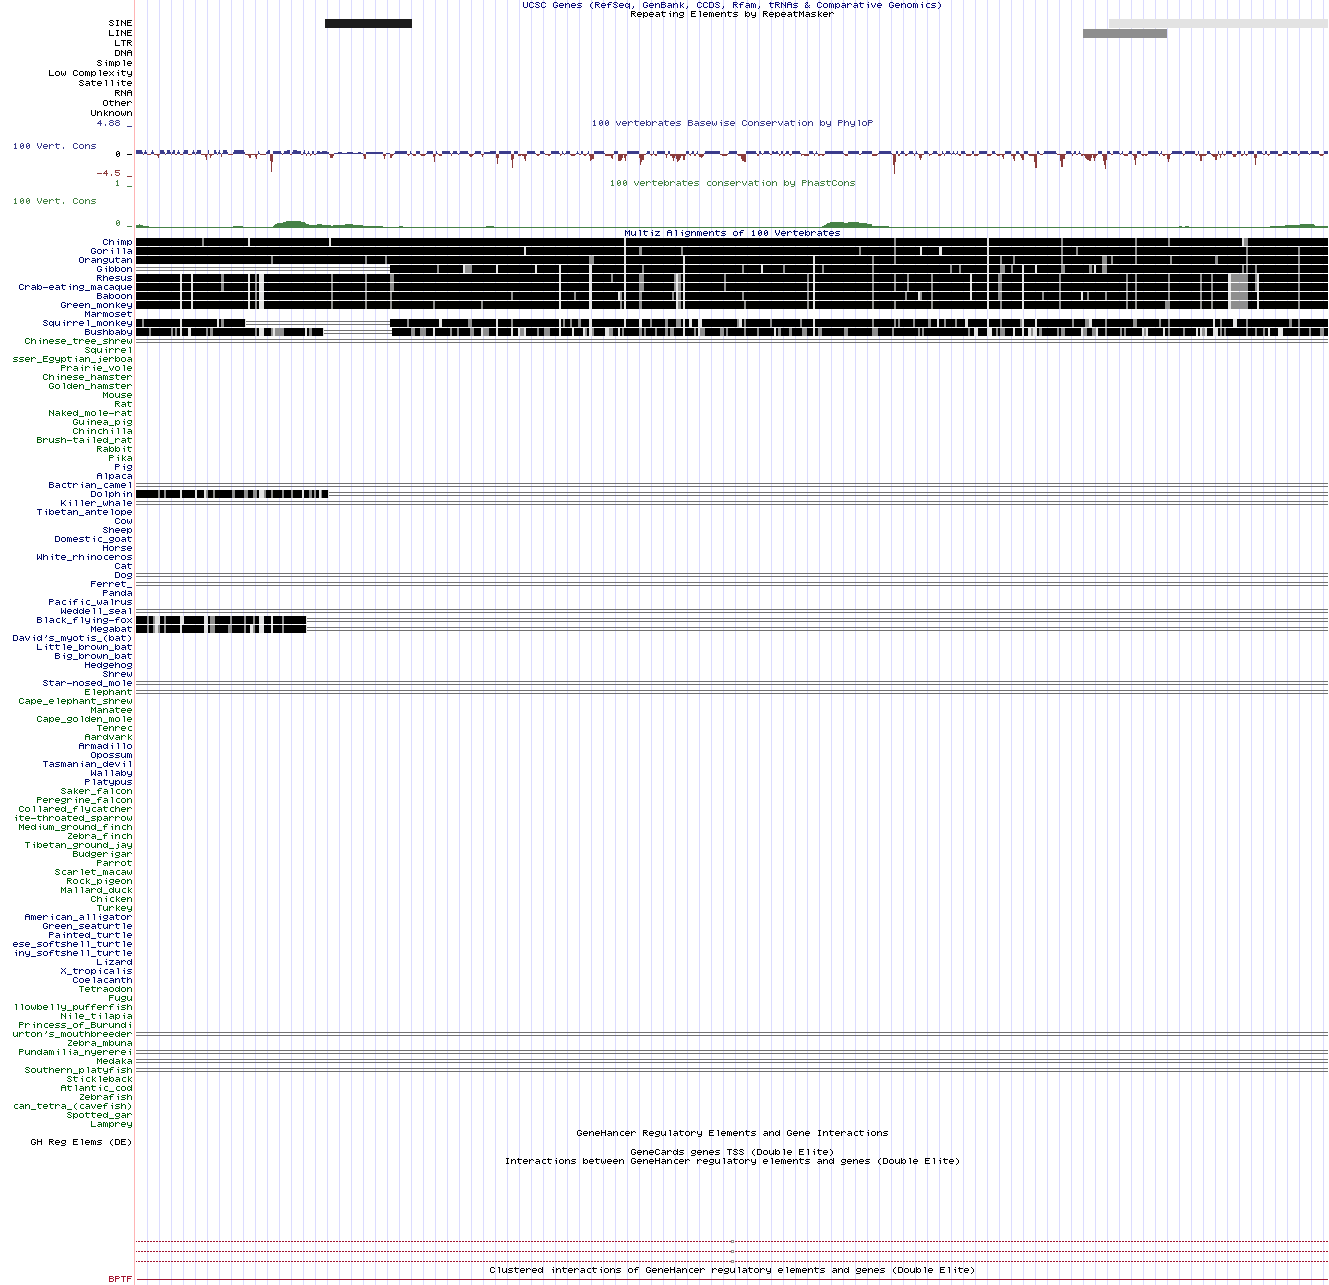 UCSC Genes (RefSeq, GenBank, CCDS, Rfam, tRNAs & Comparative Genomics)
Repeating Elements by RepeatMasker
SINE
LINE
LTR
DNA
Simple
Low Complexity
Satellite
RNA
Other
Unknown
100 vertebrates Basewise Conservation by PhyloP
4.88 _
100 Vert. Cons
0 _
-4.5 _
100 vertebrates conservation by PhastCons
1 _
100 Vert. Cons
0 _
Multiz Alignments of 100 Vertebrates
Chimp
Gorilla
Orangutan
Gibbon
Rhesus
Crab-eating_macaque
Baboon
Green_monkey
Marmoset
Squirrel_monkey
Bushbaby
Chinese_tree_shrew
Squirrel
sser_Egyptian_jerboa
Prairie_vole
Chinese_hamster
Golden_hamster
Mouse
Rat
Naked_mole-rat
Guinea_pig
Chinchilla
Brush-tailed_rat
Rabbit
Pika
Pig
Alpaca
Bactrian_camel
Dolphin
Killer_whale
Tibetan_antelope
Cow
Sheep
Domestic_goat
Horse
White_rhinoceros
Cat
Dog
Ferret_
Panda
Pacific_walrus
Weddell_seal
Black_flying-fox
Megabat
David's_myotis_(bat)
Little_brown_bat
Big_brown_bat
Hedgehog
Shrew
Star-nosed_mole
Elephant
Cape_elephant_shrew
Manatee
Cape_golden_mole
Tenrec
Aardvark
Armadillo
Opossum
Tasmanian_devil
Wallaby
Platypus
Saker_falcon
Peregrine_falcon
Collared_flycatcher
ite-throated_sparrow
Medium_ground_finch
Zebra_finch
Tibetan_ground_jay
Budgerigar
Parrot
Scarlet_macaw
Rock_pigeon
Mallard_duck
Chicken
Turkey
American_alligator
Green_seaturtle
Painted_turtle
ese_softshell_turtle
iny_softshell_turtle
Lizard
X_tropicalis
Coelacanth
Tetraodon
Fugu
llowbelly_pufferfish
Nile_tilapia
Princess_of_Burundi
urton's_mouthbreeder
Zebra_mbuna
Pundamilia_nyererei
Medaka
Southern_platyfish
Stickleback
Atlantic_cod
Zebrafish
can_tetra_(cavefish)
Spotted_gar
Lamprey
GeneHancer Regulatory Elements and Gene Interactions
GH Reg Elems (DE)
GeneCards genes TSS (Double Elite)
Interactions between GeneHancer regulatory elements and genes (Double Elite)
Clustered interactions of GeneHancer regulatory elements and genes (Double Elite)
BPTF